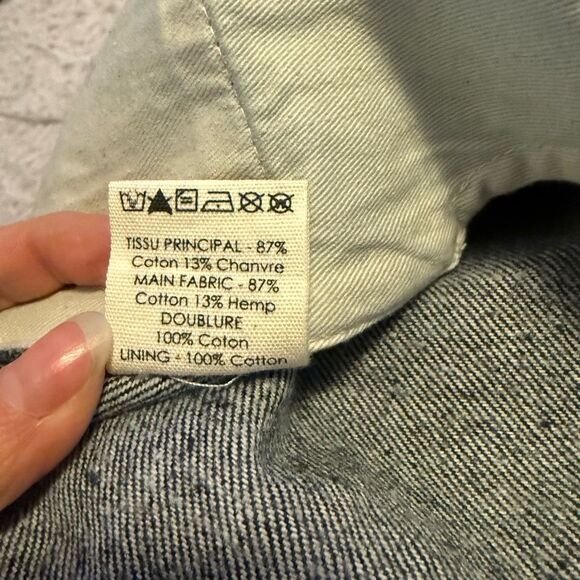 TISSU PRINCIPAL - 87%
Coton 13% Chanvre
MAIN FABRIC - 87%
Cotton 13% Hemp
DOUBLURE
100% Coton
LINING - 100% Cotton